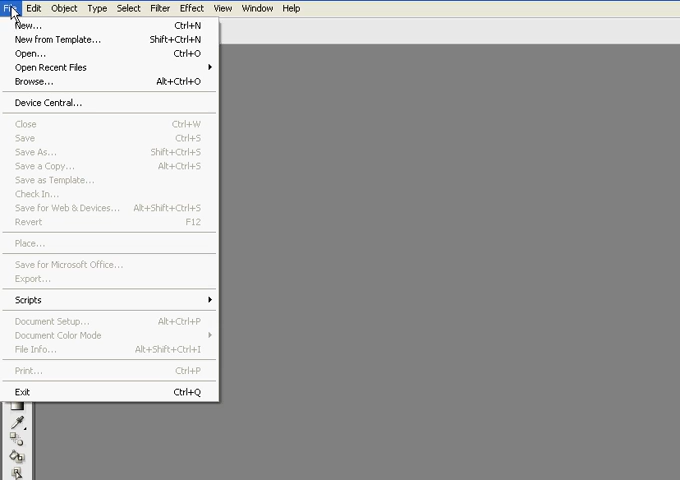 File Edit Object Type Select Filter Effect View Window Help
New... Ctrl+N
New from Template... Shift+Ctrl+N
Open... Ctrl+O
Open Recent Files
Browse... Alt+Ctrl+O
Device Central...
Close Ctrl+W
Save Ctrl+S
Save As... Shift+Ctrl+S
Save a Copy... Alt+Ctrl+S
Save as Template...
Check In...
Save for Web & Devices... Alt+Shift+Ctrl+S
Revert F12
Place...
Save for Microsoft Office...
Export...
Scripts
Document Setup... Alt+Ctrl+P
Document Color Mode
File Info... Alt+Shift+Ctrl+I
Print... Ctrl+P
Exit Ctrl+Q